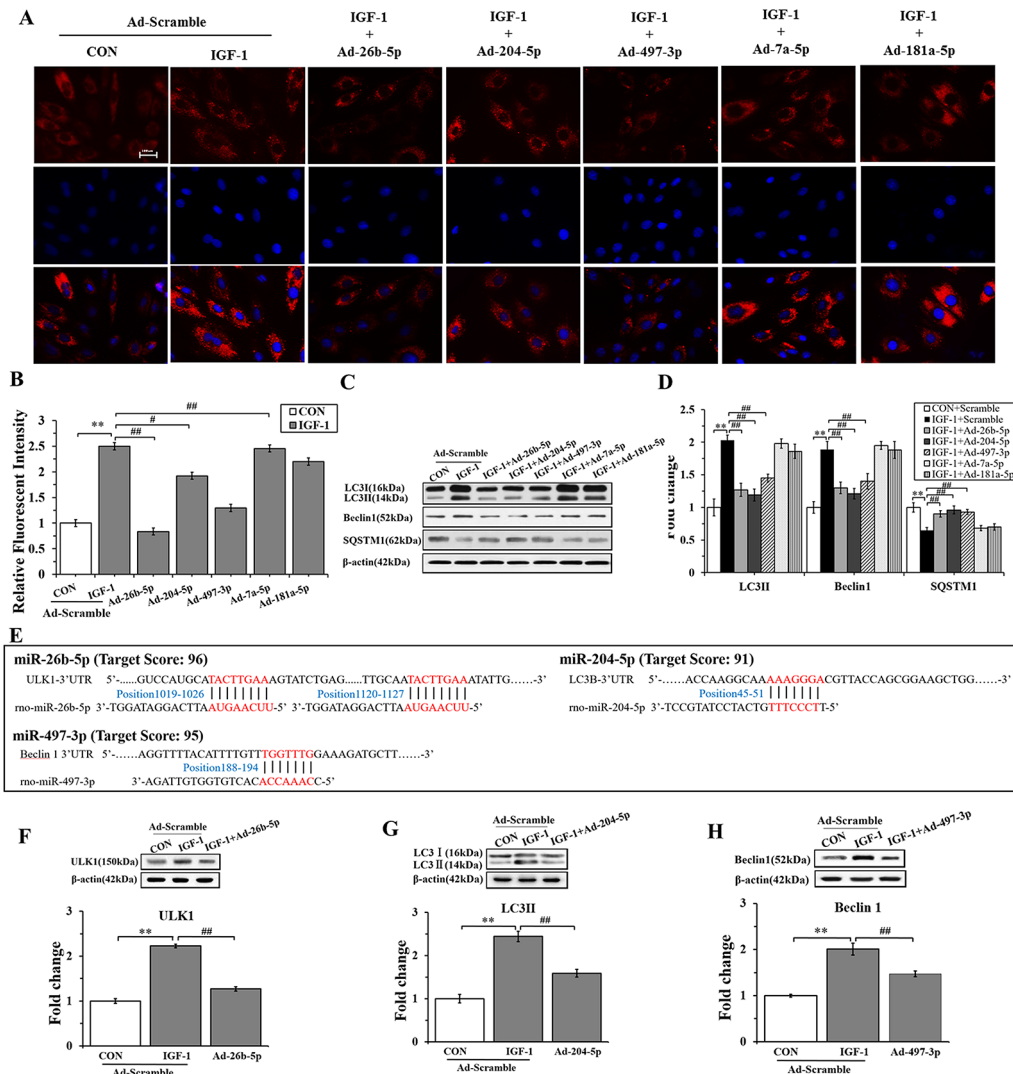 A
Ad-Scramble
CON
IGF-1
IGF-1
+
Ad-26b-5p
IGF-1
+
Ad-204-5p
IGF-1
+
Ad-497-3p
IGF-1
+
Ad-7a-5p
IGF-1
+
Ad-181a-5p
B
Relative Fluorescent Intensity
3
2.5
2
1.5
1
0.5
0
**
##
#
##
CON
IGF-1
CON
IGF-1
Ad-26b-5p
Ad-204-5p
Ad-497-3p
Ad-7a-5p
Ad-181a-5p
Ad-Scramble
C
Ad-Scramble
CON
IGF-1
IGF-1+Ad-26b-5p
IGF-1+Ad-204-5p
IGF-1+Ad-497-3p
IGF-1+Ad-7a-5p
IGF-1+Ad-181a-5p
LC3I(16kDa)
LC3II(14kDa)
Beclin1(52kDa)
SQSTM1(62kDa)
β-actin(42kDa)
D
Fold change
2.5
2
1.5
1
0.5
0
** ## ## ##
** ## ## ##
** ## ## ##
LC3II
Beclin1
SQSTM1
CON+Scramble
IGF-1+Scramble
IGF-1+Ad-26b-5p
IGF-1+Ad-204-5p
IGF-1+Ad-497-3p
IGF-1+Ad-7a-5p
IGF-1+Ad-181a-5p
E
miR-26b-5p (Target Score: 96)
ULK1-3’UTR 5’-......GUCCAUGCATACTTGAAAGTATCTGAG.....TTGCAATACTTGAAATATTG......-3’
Position1019-1026 Position1120-1127
rno-miR-26b-5p 3’-TGGATAGGACTTAAUGAACUU-5’ 3’-TGGATAGGACTTAAUGAACUU-5’
miR-204-5p (Target Score: 91)
LC3B-3’UTR 5’-......ACCAAGGCAAAAAGGGACGTTACCAGCGGAAGCTGG......-3’
Position45-51
rno-miR-204-5p 3’-TCCGTATCCTACTGTTTCCCTT-5’
miR-497-3p (Target Score: 95)
Beclin 1 3’UTR 5’-......AGGTTTTACATTTTGTTTGGTTTGGAAAGATGCTT......-3’
Position188-194
rno-miR-497-3p 3’-AGATTGTGGTGTCACACCAAACC-5’
F
Ad-Scramble
CON
IGF-1
IGF-1+Ad-26b-5p
ULK1(150kDa)
β-actin(42kDa)
ULK1
Fold change
3
2
1
0
**
##
CON
IGF-1
Ad-26b-5p
Ad-Scramble
G
Ad-Scramble
CON
IGF-1
IGF-1+Ad-204-5p
LC3Ⅰ(16kDa)
LC3Ⅱ(14kDa)
β-actin(42kDa)
LC3II
Fold change
3
2
1
0
**
##
CON
IGF-1
Ad-204-5p
Ad-Scramble
H
Ad-Scramble
CON
IGF-1
IGF-1+Ad-497-3p
Beclin1(52kDa)
β-actin(42kDa)
Beclin 1
Fold change
3
2
1
0
**
##
CON
IGF-1
Ad-497-3p
Ad-Scramble